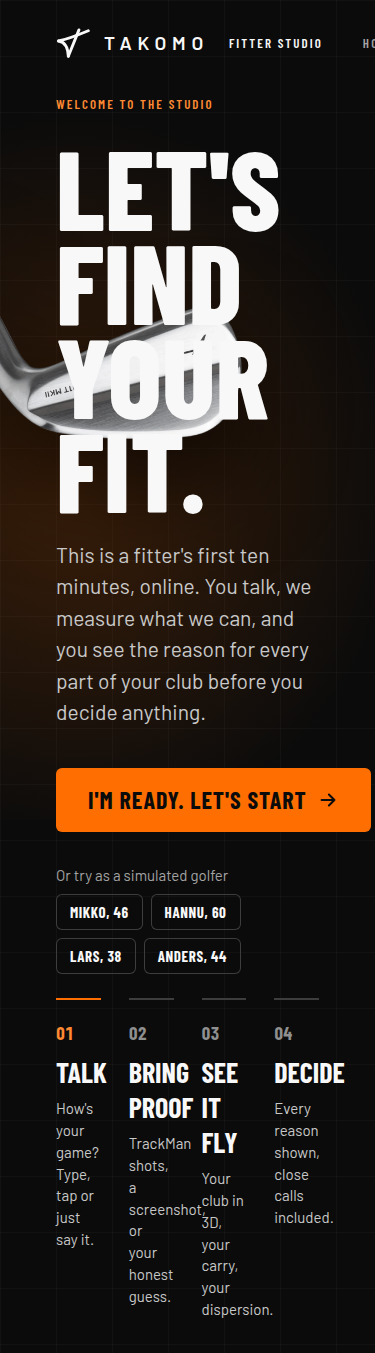 TAKOMO
FITTER STUDIO
WELCOME TO THE STUDIO
LET'S
FIND
YOUR
FIT.
This is a fitter's first ten
minutes, online. You talk, we
measure what we can, and
you see the reason for every
part of your club before you
decide anything.
I'M READY. LET'S START →
Or try as a simulated golfer
MIKKO, 46
HANNU, 60
LARS, 38
ANDERS, 44
01
TALK
How's
your
game?
Type,
tap or
just
say it.
02
BRING
PROOF
TrackMan
shots,
a
screenshot,
or
your
honest
guess.
03
SEE
IT
FLY
Your
club in
3D,
your
carry,
your
dispersion.
04
DECIDE
Every
reason
shown,
close
calls
included.